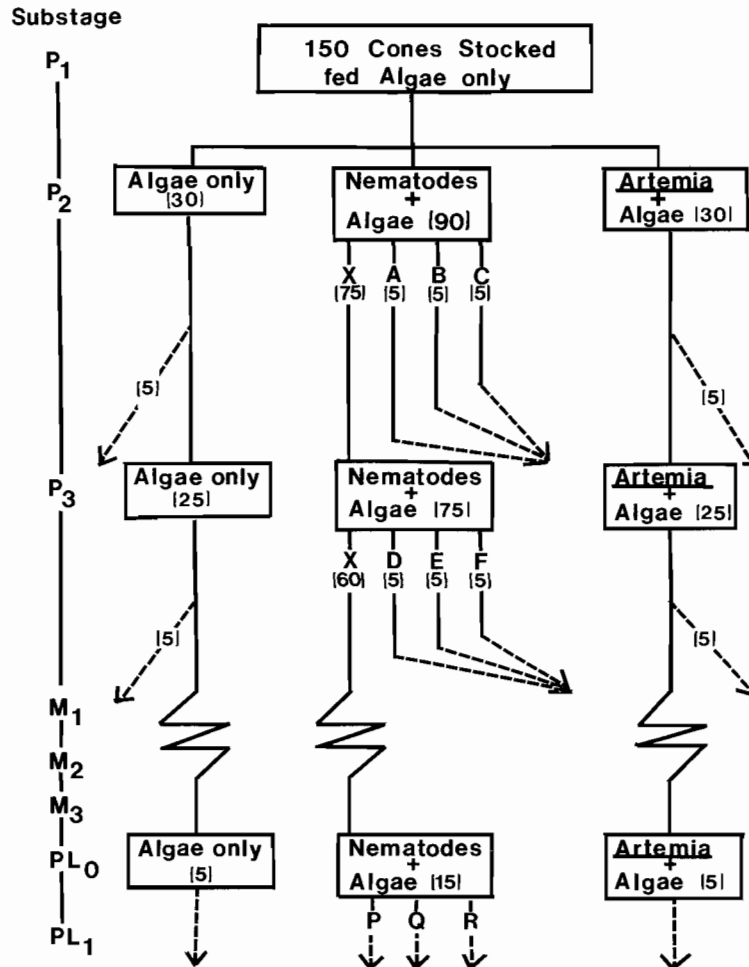 Substage
P₁
150 Cones Stocked
fed Algae only
P₂
Algae only
(30)
Nematodes
+
Algae (90)
Artemia
+
Algae (30)
X A B C
(75) (5) (5) (5)
(5)
(5)
P₃
Algae only
(25)
Nematodes
+
Algae (75)
Artemia
+
Algae (25)
X D E F
(60) (5) (5) (5)
(5)
(5)
M₁
M₂
M₃
PL₀
Algae only
(5)
Nematodes
+
Algae (15)
Artemia
+
Algae (5)
P Q R
PL₁